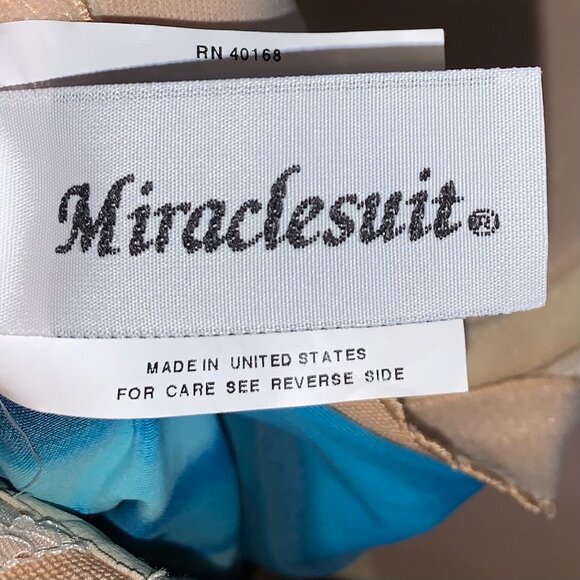 RN 40168
Miraclesuit®
MADE IN UNITED STATES
FOR CARE SEE REVERSE SIDE